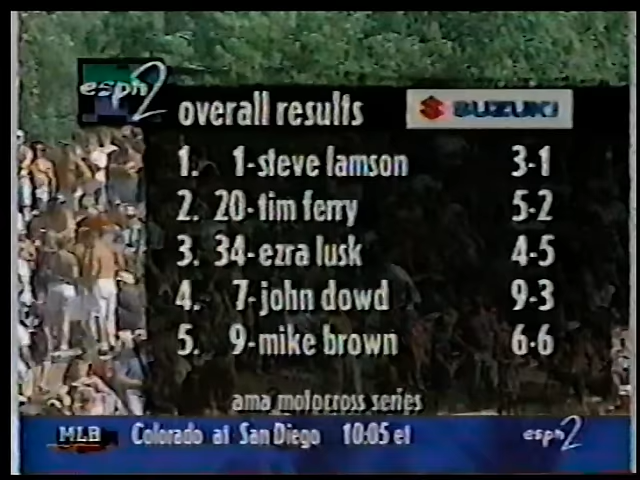 espn2
overall results SUZUKI
1. 1-steve lamson 3-1
2. 20-tim ferry 5-2
3. 34-ezra lusk 4-5
4. 7-john dowd 9-3
5. 9-mike brown 6-6
ama motocross series
MLB Colorado at San Diego 10:05 et espn2